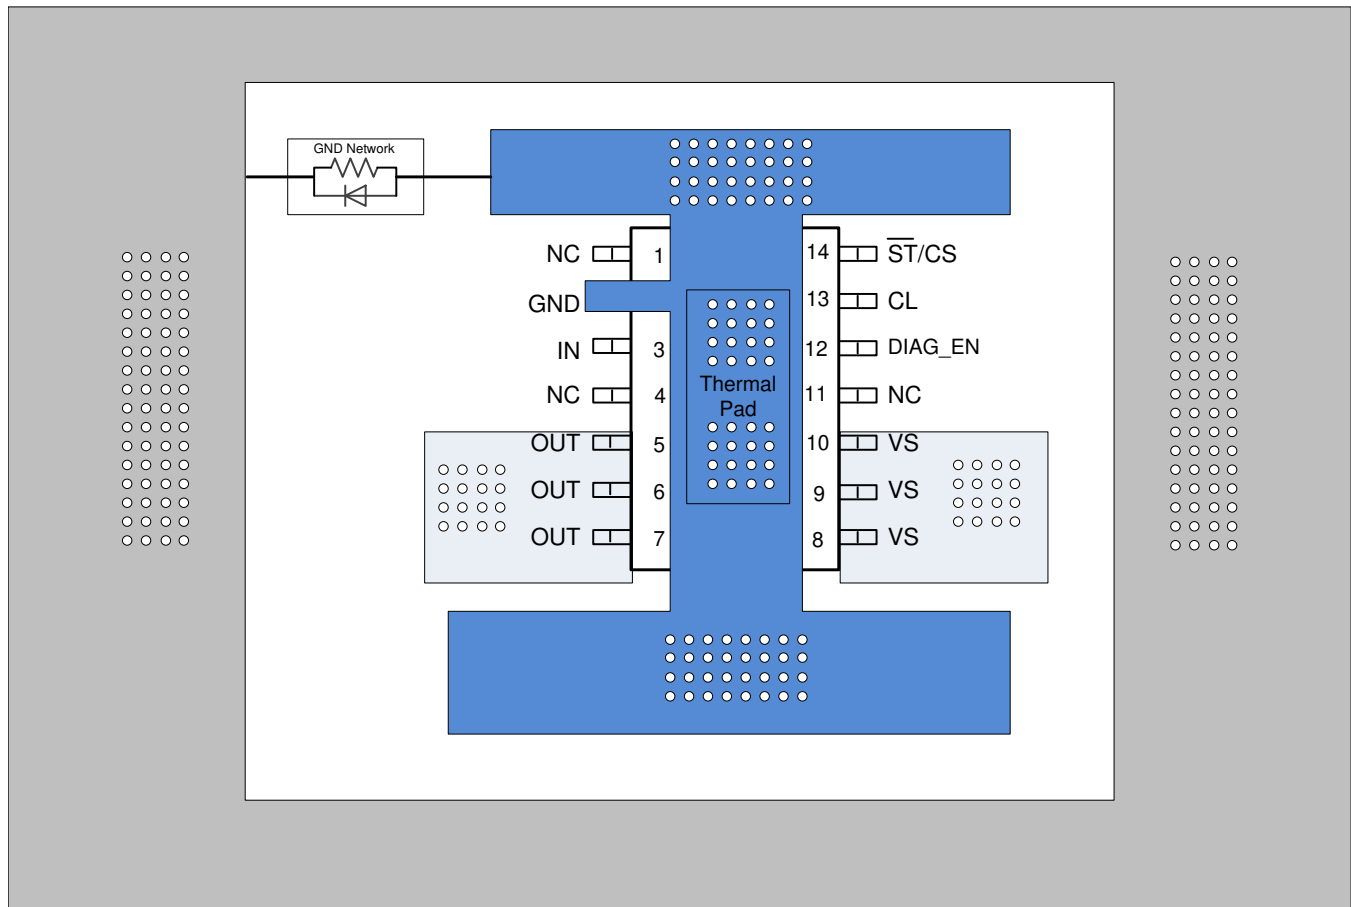 GND Network
NC 1 14 S̅T̅/CS
GND 13 CL
IN 3 12 DIAG_EN
NC 4 11 NC
Thermal
Pad
OUT 5 10 VS
OUT 6 9 VS
OUT 7 8 VS